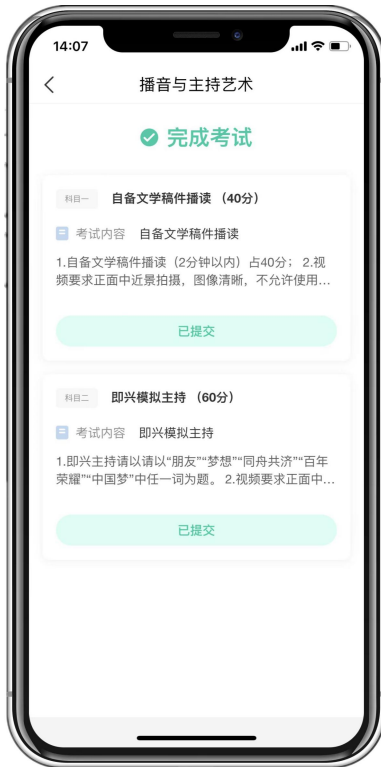 14:07
播音与主持艺术
完成考试
科目一 自备文学稿件播读 （40分）
考试内容 自备文学稿件播读
1.自备文学稿件播读（2分钟以内）占40分； 2.视
频要求正面中近景拍摄，图像清晰，不允许使用...
已提交
科目二 即兴模拟主持 （60分）
考试内容 即兴模拟主持
1.即兴主持请以请以“朋友”“梦想”“同舟共济”“百年
荣耀”“中国梦”中任一词为题。 2.视频要求正面中...
已提交